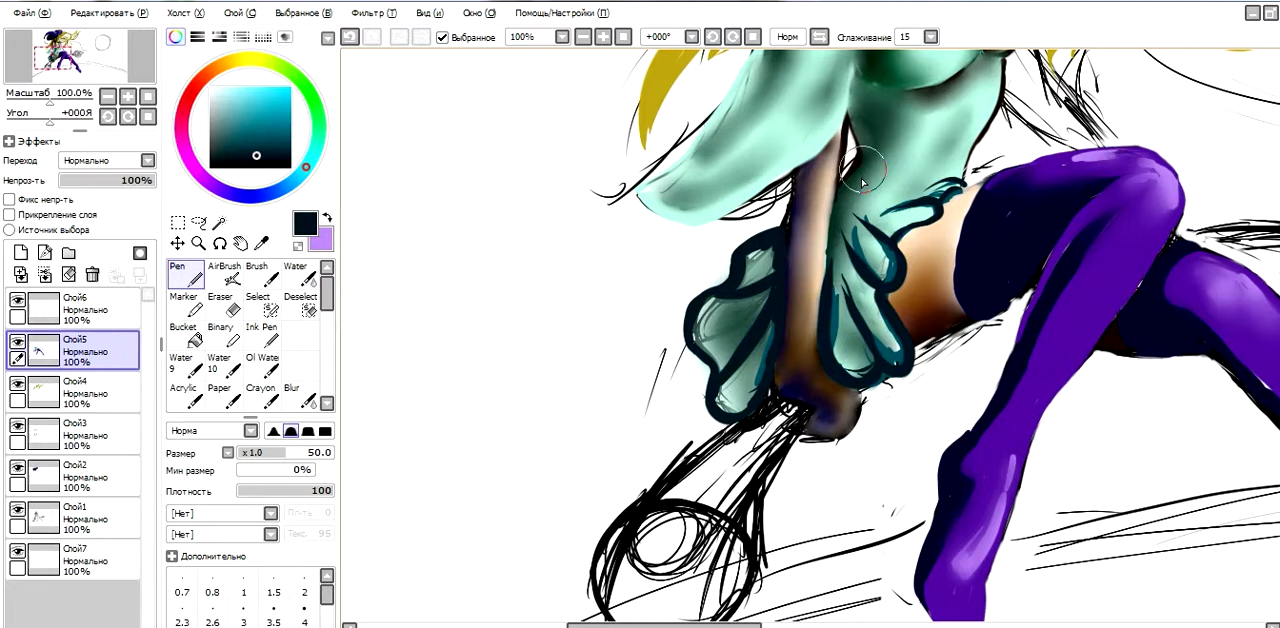 Файл (Ф) Редактировать (Р) Холст (Х) Слой (С) Выбранное (В) Фильтр (Т) Вид (и) Окно (О) Помощь/Настройки (П)
Выбранное 100% +000° Норм Сглаживание 15
Масштаб 100.0%
Угол +000Я
Эффекты
Переход Нормально
Непроз-ть 100%
Фикс непр-ть
Прикрепление слоя
Источник выбора
Слой6
Нормально
100%
Слой5
Нормально
100%
Слой4
Нормально
100%
Слой3
Нормально
100%
Слой2
Нормально
100%
Слой1
Нормально
100%
Слой7
Нормально
100%
Pen AirBrush Brush Water
Marker Eraser Select Deselect
Bucket Binary Ink Pen
Water 9 Water 10 Oil Wate
Acrylic Paper Crayon Blur
Норма
Размер x 1.0 50.0
Мин размер 0%
Плотность 100
[Нет] Пл-ть 0
[Нет] Текс. 95
Дополнительно
0.7 0.8 1 1.5 2
2.3 2.6 3 3.5 4